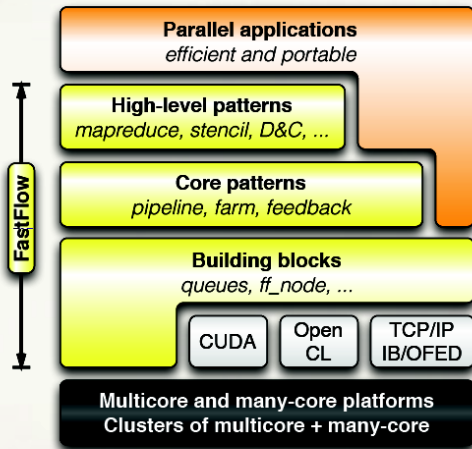 Parallel applications
efficient and portable
High-level patterns
mapreduce, stencil, D&C, ...
Core patterns
pipeline, farm, feedback
FastFlow
Building blocks
queues, ff_node, ...
CUDA
Open
CL
TCP/IP
IB/OFED
Multicore and many-core platforms
Clusters of multicore + many-core